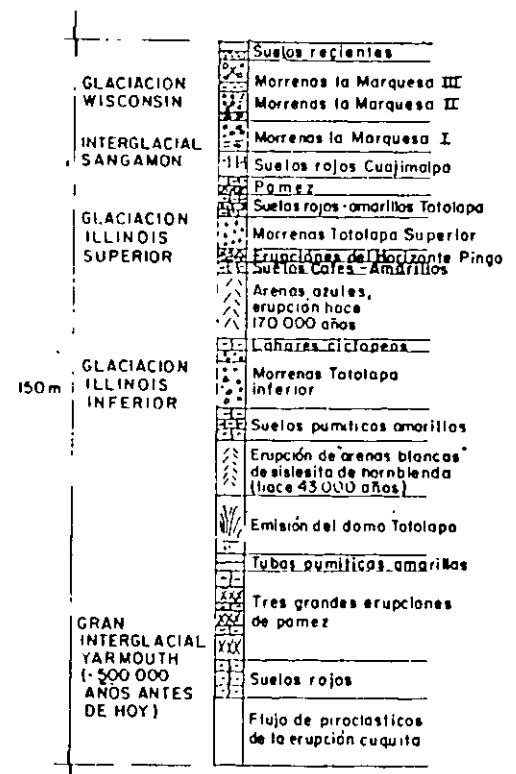 Suelos recientes
GLACIACION
WISCONSIN
Morrenas la Marquesa III
Morrenas la Marquesa II
INTERGLACIAL
SANGAMON
Morrenas la Marquesa I
Suelos rojos Cuajimalpa
Pomez
Suelos rojos-amarillos Totolapa
GLACIACION
ILLINOIS
SUPERIOR
Morrenas Totolapa Superior
Erupciones del Horizonte Pingo
Suelos Cafes - Amarillos
Arenas azules,
erupción hace
170 000 años
Lahares ciclopeos
150 m
GLACIACION
ILLINOIS
INFERIOR
Morrenas Totolapa
inferior
Suelos pumiticos amarillos
Erupción de "arenas blancas"
de sislesita de hornblenda
(hace 43 000 años)
Emisión del domo Totolapa
Tubas pumiticas amarillas
Tres grandes erupciones
de pomez
GRAN
INTERGLACIAL
YARMOUTH
(-500 000
AÑOS ANTES
DE HOY)
Suelos rojos
Flujo de piroclasticos
de la erupción cuquita